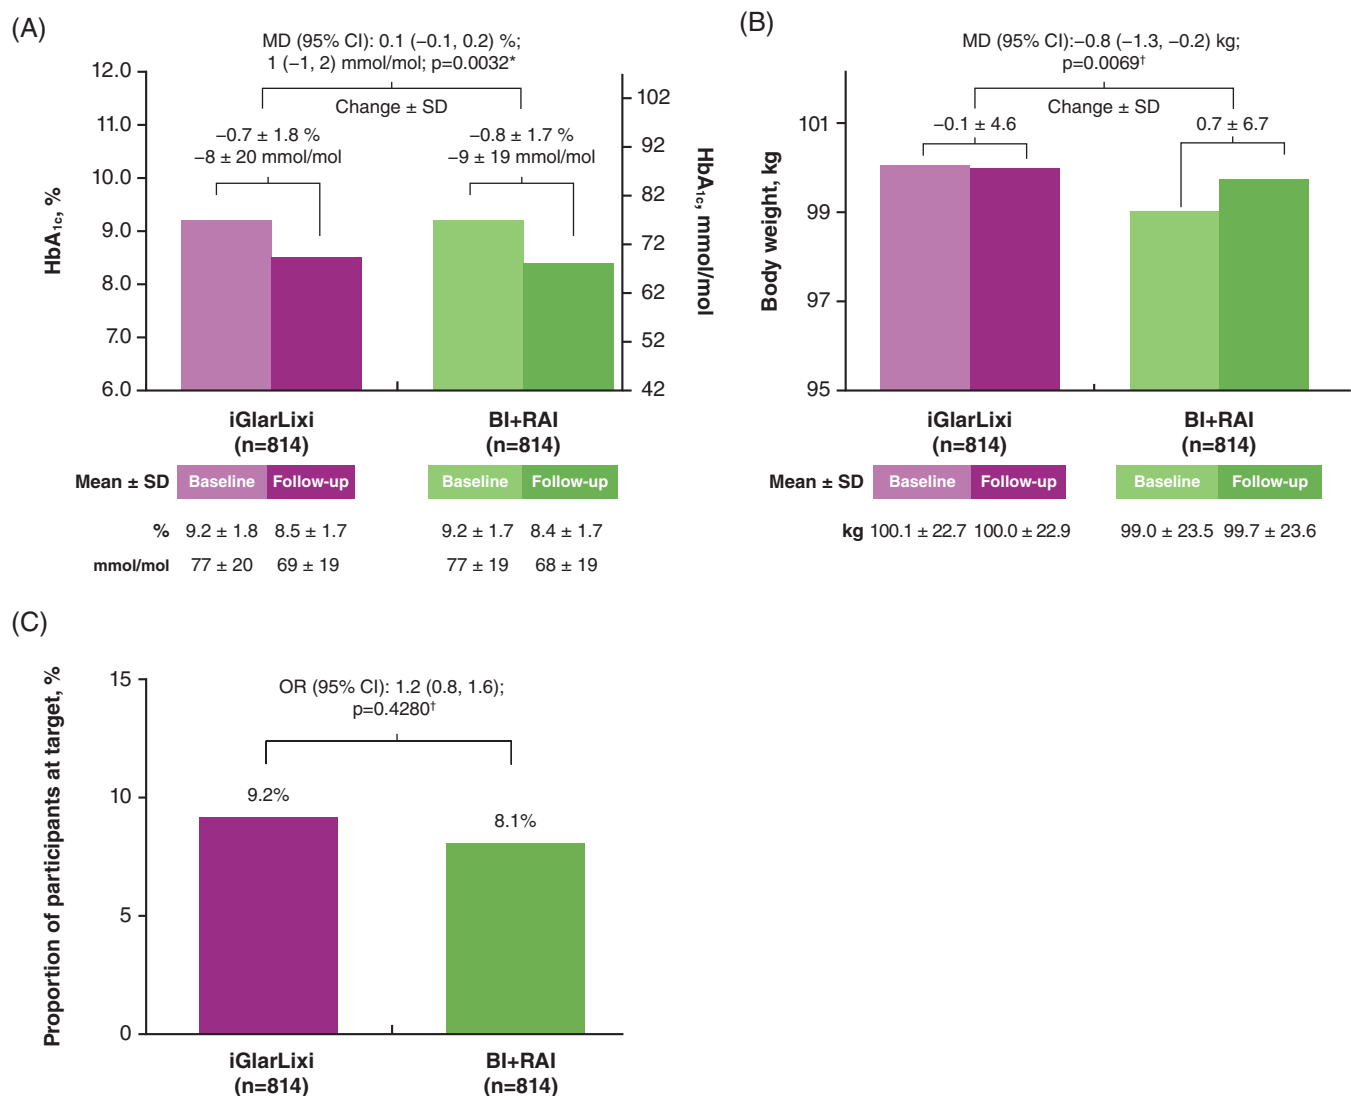 (A)
MD (95% CI): 0.1 (−0.1, 0.2) %;
1 (−1, 2) mmol/mol; p=0.0032*
Change ± SD
−0.7 ± 1.8 %
−8 ± 20 mmol/mol
−0.8 ± 1.7 %
−9 ± 19 mmol/mol
HbA1c, %
12.0
11.0
10.0
9.0
8.0
7.0
6.0
HbA1c, mmol/mol
102
92
82
72
62
52
42
iGlarLixi
(n=814)
BI+RAI
(n=814)
Mean ± SD Baseline Follow-up Baseline Follow-up
% 9.2 ± 1.8 8.5 ± 1.7 9.2 ± 1.7 8.4 ± 1.7
mmol/mol 77 ± 20 69 ± 19 77 ± 19 68 ± 19
(B)
MD (95% CI):−0.8 (−1.3, −0.2) kg;
p=0.0069†
Change ± SD
−0.1 ± 4.6
0.7 ± 6.7
Body weight, kg
101
99
97
95
iGlarLixi
(n=814)
BI+RAI
(n=814)
Mean ± SD Baseline Follow-up Baseline Follow-up
kg 100.1 ± 22.7 100.0 ± 22.9 99.0 ± 23.5 99.7 ± 23.6
(C)
OR (95% CI): 1.2 (0.8, 1.6);
p=0.4280†
Proportion of participants at target, %
15
10
5
0
9.2%
8.1%
iGlarLixi
(n=814)
BI+RAI
(n=814)